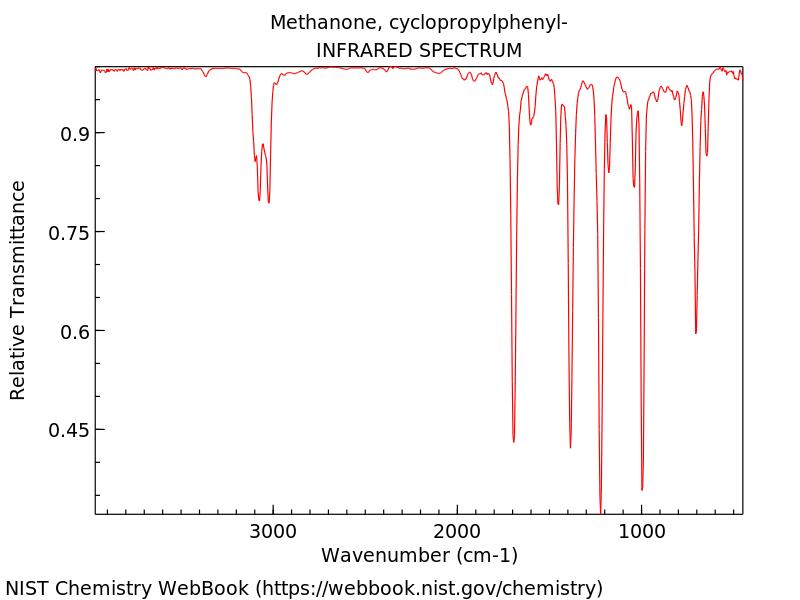 Methanone, cyclopropylphenyl-
INFRARED SPECTRUM
0.9
0.75
0.6
0.45
Relative Transmittance
3000 2000 1000
Wavenumber (cm-1)
NIST Chemistry WebBook (https://webbook.nist.gov/chemistry)